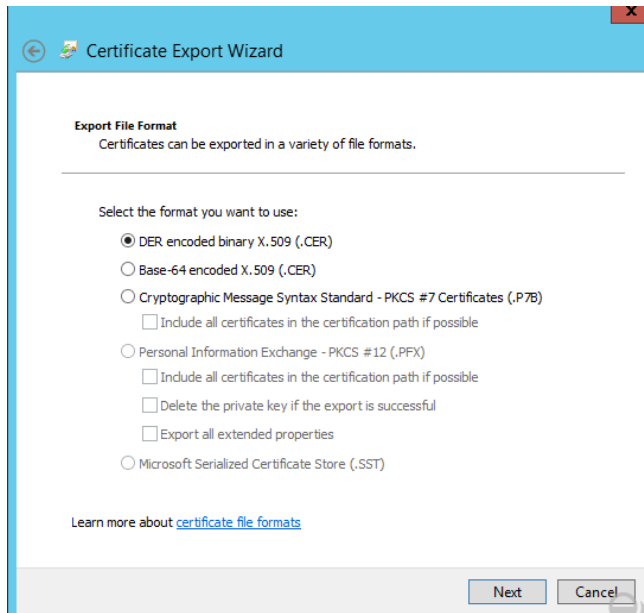 x
Certificate Export Wizard
Export File Format
Certificates can be exported in a variety of file formats.
Select the format you want to use:
DER encoded binary X.509 (.CER)
Base-64 encoded X.509 (.CER)
Cryptographic Message Syntax Standard - PKCS #7 Certificates (.P7B)
Include all certificates in the certification path if possible
Personal Information Exchange - PKCS #12 (.PFX)
Include all certificates in the certification path if possible
Delete the private key if the export is successful
Export all extended properties
Microsoft Serialized Certificate Store (.SST)
Learn more about certificate file formats
Next Cancel